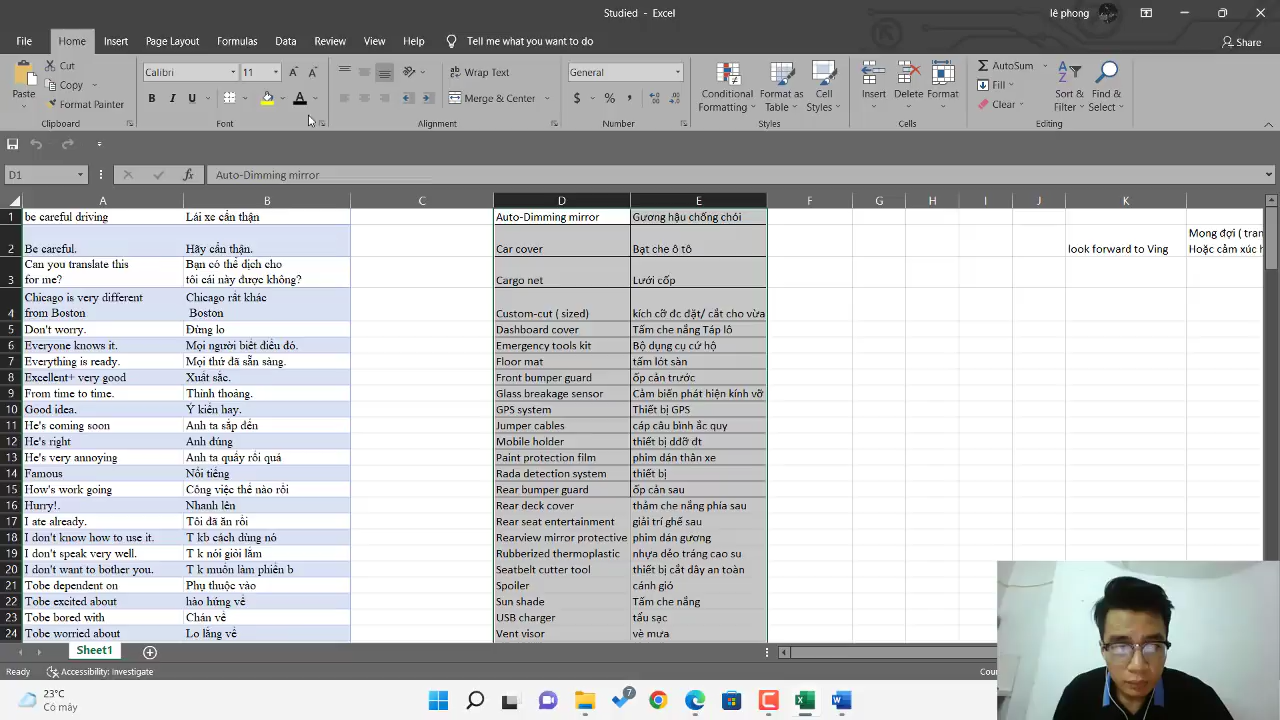 Studied - Excel
lê phong
File Home Insert Page Layout Formulas Data Review View Help Tell me what you want to do Share
Paste Cut Copy Format Painter Clipboard
Calibri 11 B I U A Font
Wrap Text Merge & Center Alignment
General $ % Number
Conditional Formatting Format as Table Cell Styles Styles
Insert Delete Format Cells
AutoSum Fill Clear Sort & Filter Find & Select Editing
D1 fx Auto-Dimming mirror
A B C D E F G H I J K
1 be careful driving Lái xe cẩn thận Auto-Dimming mirror Gương hậu chống chói
Mong đợi ( tran
2 Be careful. Hãy cẩn thận. Car cover Bạt che ô tô look forward to Ving Hoặc cảm xúc h
Can you translate this Bạn có thể dịch cho
3 for me? tôi cái này được không? Cargo net Lưới cốp
Chicago is very different Chicago rất khác
4 from Boston Boston Custom-cut ( sized) kích cỡ đc đặt/ cắt cho vừa
5 Don't worry. Đừng lo Dashboard cover Tấm che nắng Táp lô
6 Everyone knows it. Mọi người biết điều đó. Emergency tools kit Bộ dụng cụ cứ hộ
7 Everything is ready. Mọi thứ đã sẵn sàng. Floor mat tấm lót sàn
8 Excellent+ very good Xuất sắc. Front bumper guard ốp cản trước
9 From time to time. Thỉnh thoảng. Glass breakage sensor Cảm biến phát hiện kính vỡ
10 Good idea. Ý kiến hay. GPS system Thiết bị GPS
11 He's coming soon Anh ta sắp đến Jumper cables cáp câu bình ắc quy
12 He's right Anh đúng Mobile holder thiết bị dđỡ dt
13 He's very annoying Anh ta quấy rối quá Paint protection film phim dán thân xe
14 Famous Nổi tiếng Rada detection system thiết bị
15 How's work going Công việc thế nào rồi Rear bumper guard ốp cản sau
16 Hurry!. Nhanh lên Rear deck cover thảm che nắng phía sau
17 I ate already. Tôi đã ăn rồi Rear seat entertainment giải trí ghế sau
18 I don't know how to use it. T kb cách dùng nó Rearview mirror protective phim dán gương
19 I don't speak very well. T k nói giỏi lắm Rubberized thermoplastic nhựa dẻo tráng cao su
20 I don't want to bother you. T k muốn làm phiền b Seatbelt cutter tool thiết bị cắt dây an toàn
21 Tobe dependent on Phụ thuộc vào Spoiler cánh gió
22 Tobe excited about hào hứng về Sun shade Tấm che nắng
23 Tobe bored with Chán về USB charger tẩu sạc
24 Tobe worried about Lo lắng về Vent visor vè mưa
Sheet1
Ready Accessibility: Investigate Cou
23°C
Có mây
7